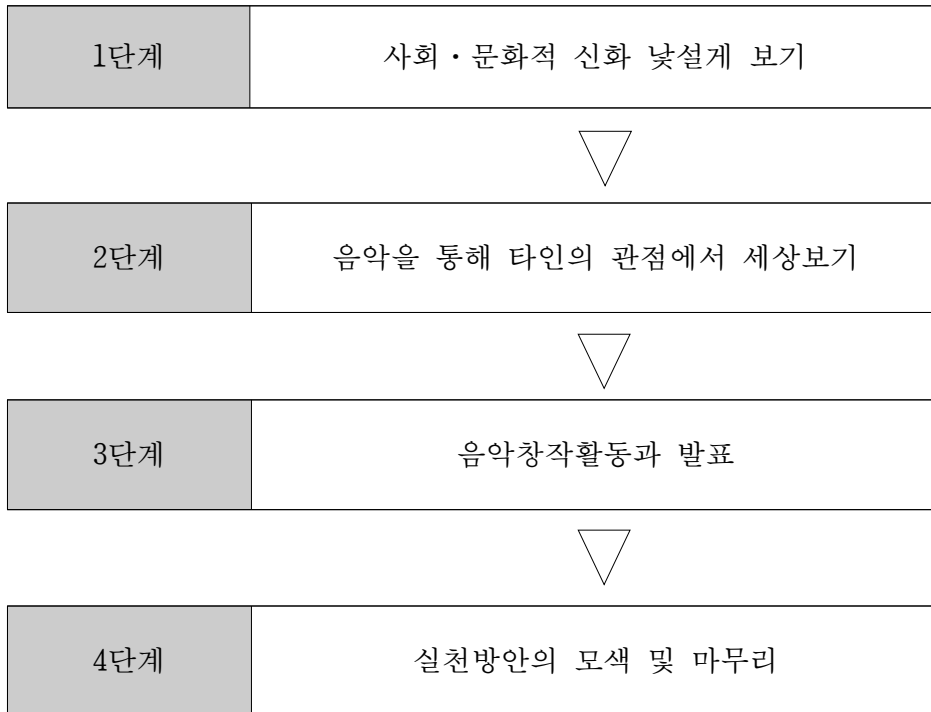 1단계 사회·문화적 신화 낯설게 보기
2단계 음악을 통해 타인의 관점에서 세상보기
3단계 음악창작활동과 발표
4단계 실천방안의 모색 및 마무리